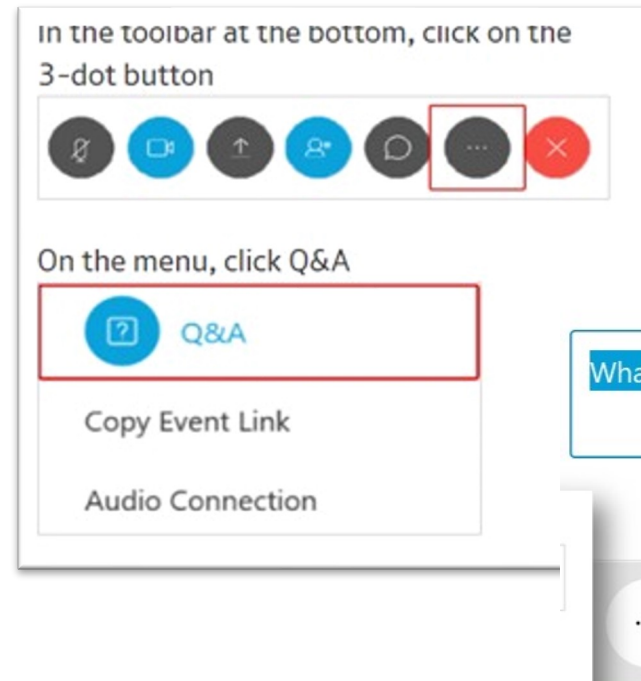 In the toolbar at the bottom, click on the
3-dot button
On the menu, click Q&A
Q&A
Copy Event Link
Audio Connection